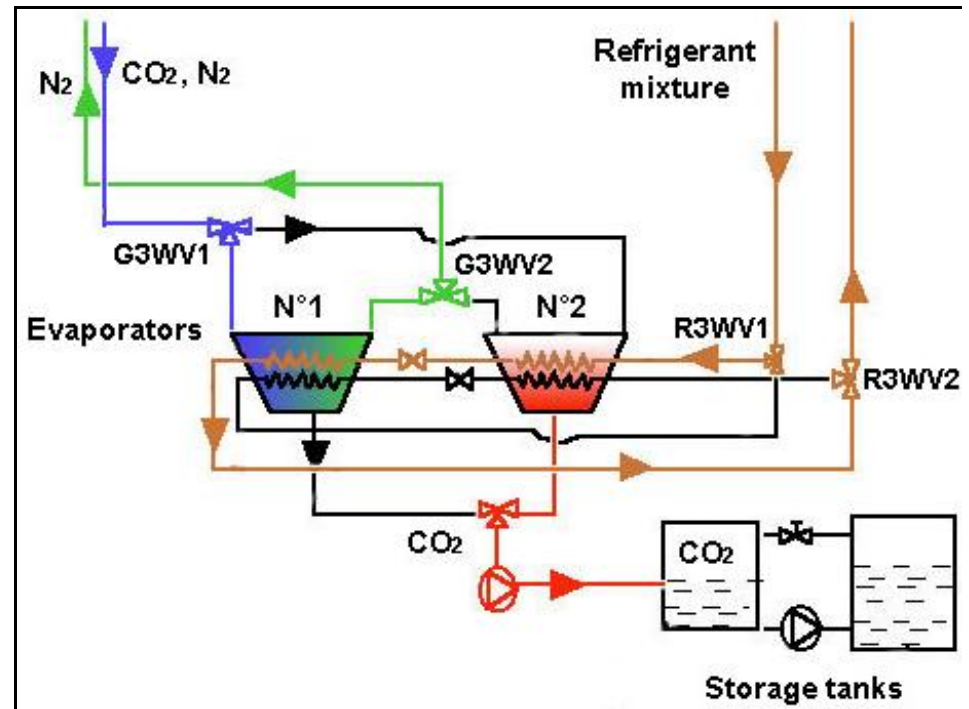 N2
CO2, N2
Refrigerant
mixture
G3WV1
G3WV2
N°1
N°2
Evaporators
R3WV1
R3WV2
CO2
CO2
Storage tanks